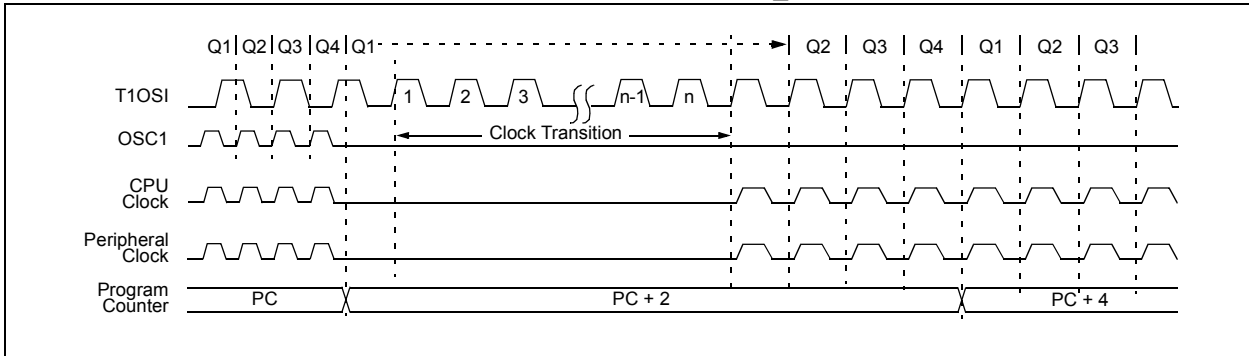 Q1 Q2 Q3 Q4 Q1 Q2 Q3 Q4 Q1 Q2 Q3
T1OSI 1 2 3 n-1 n
OSC1 Clock Transition
CPU
Clock
Peripheral
Clock
Program
Counter
PC PC + 2 PC + 4